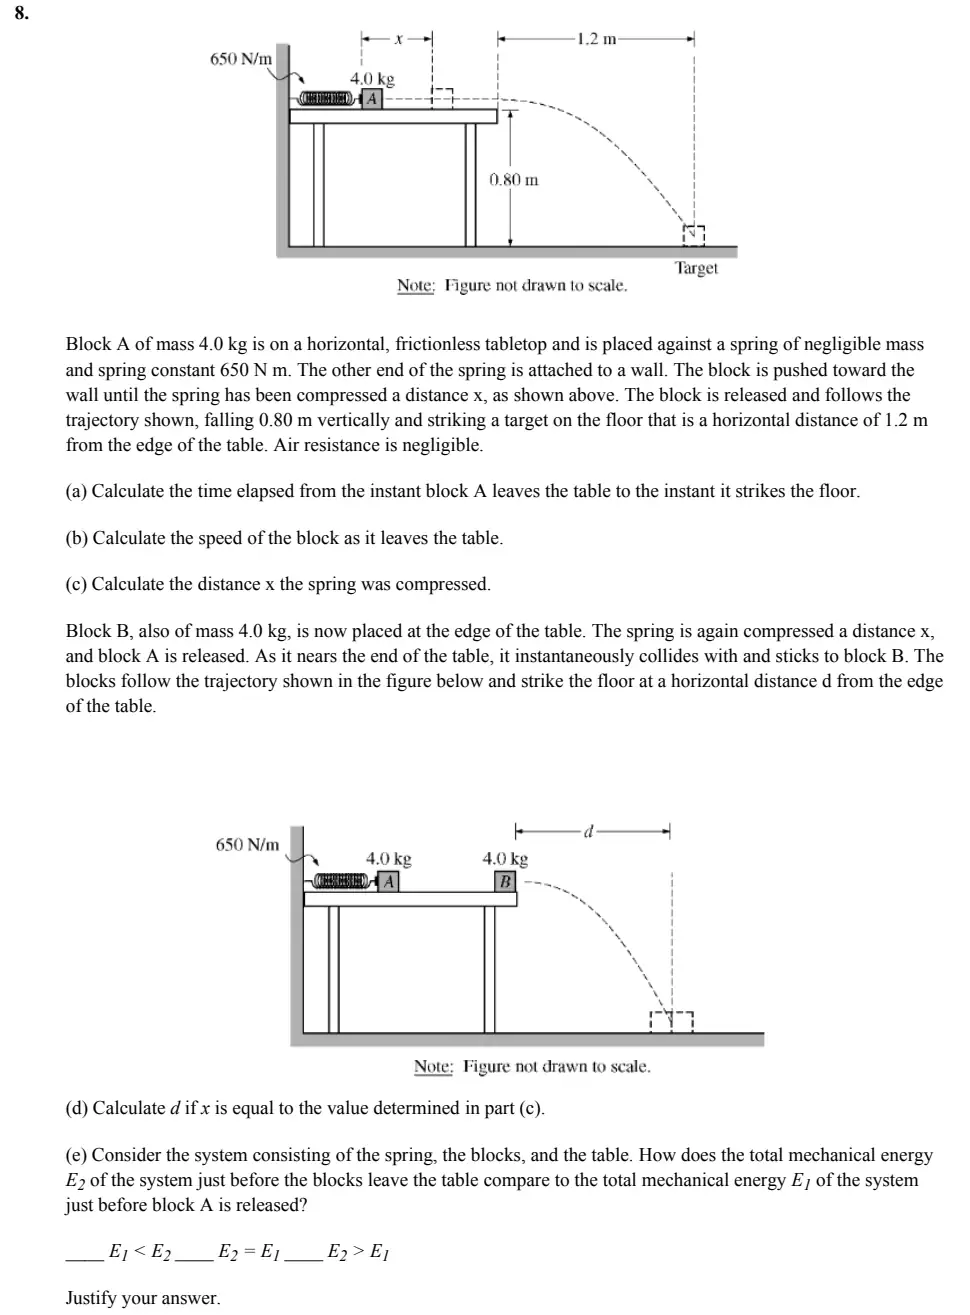 8.
x
1.2 m
650 N/m
4.0 kg
A
0.80 m
Target
Note: Figure not drawn to scale.
Block A of mass 4.0 kg is on a horizontal, frictionless tabletop and is placed against a spring of negligible mass
and spring constant 650 N m. The other end of the spring is attached to a wall. The block is pushed toward the
wall until the spring has been compressed a distance x, as shown above. The block is released and follows the
trajectory shown, falling 0.80 m vertically and striking a target on the floor that is a horizontal distance of 1.2 m
from the edge of the table. Air resistance is negligible.
(a) Calculate the time elapsed from the instant block A leaves the table to the instant it strikes the floor.
(b) Calculate the speed of the block as it leaves the table.
(c) Calculate the distance x the spring was compressed.
Block B, also of mass 4.0 kg, is now placed at the edge of the table. The spring is again compressed a distance x,
and block A is released. As it nears the end of the table, it instantaneously collides with and sticks to block B. The
blocks follow the trajectory shown in the figure below and strike the floor at a horizontal distance d from the edge
of the table.
d
650 N/m
4.0 kg
4.0 kg
A
B
Note: Figure not drawn to scale.
(d) Calculate d if x is equal to the value determined in part (c).
(e) Consider the system consisting of the spring, the blocks, and the table. How does the total mechanical energy
E2 of the system just before the blocks leave the table compare to the total mechanical energy E1 of the system
just before block A is released?
____ E1 < E2 ____ E2 = E1 ____ E2 > E1
Justify your answer.